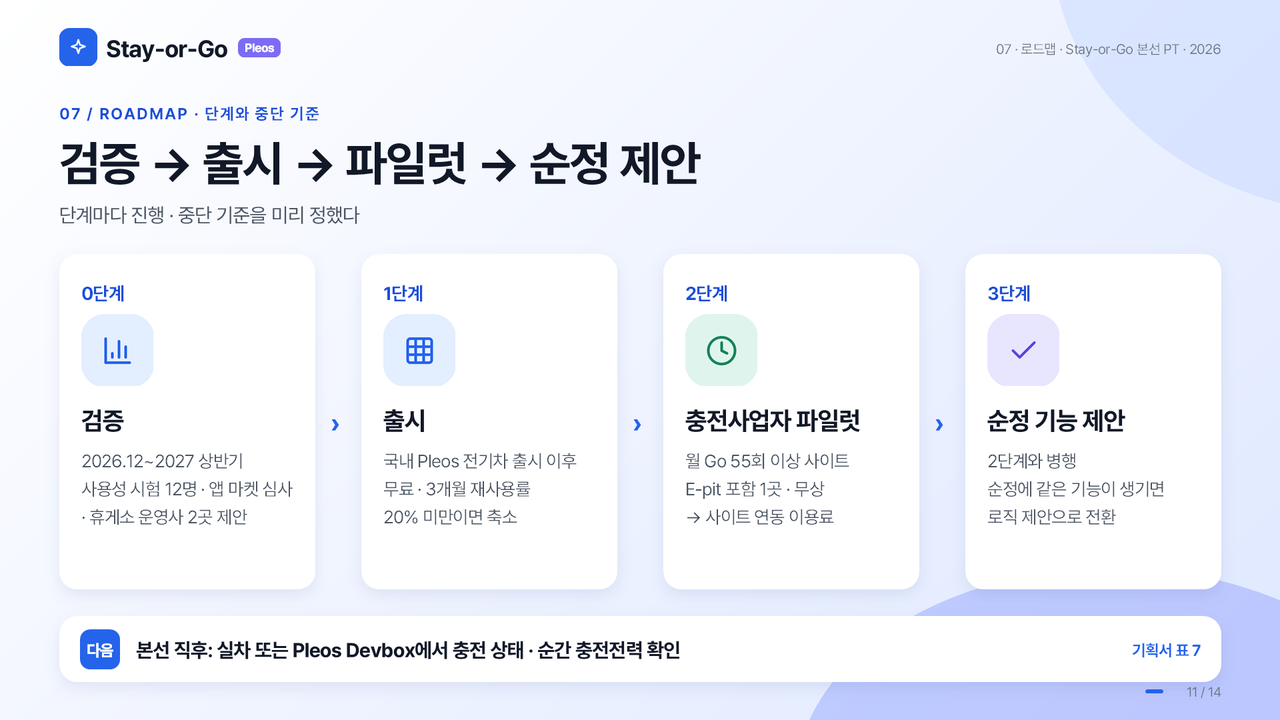 Stay-or-Go Pleos
07 · 로드맵 · Stay-or-Go 본선 PT · 2026
07 / ROADMAP · 단계와 중단 기준
검증 → 출시 → 파일럿 → 순정 제안
단계마다 진행 · 중단 기준을 미리 정했다
0단계
검증
2026.12~2027 상반기
사용성 시험 12명 · 앱 마켓 심사
· 휴게소 운영사 2곳 제안
›
1단계
출시
국내 Pleos 전기차 출시 이후
무료 · 3개월 재사용률
20% 미만이면 축소
›
2단계
충전사업자 파일럿
월 Go 55회 이상 사이트
E-pit 포함 1곳 · 무상
→ 사이트 연동 이용료
›
3단계
순정 기능 제안
2단계와 병행
순정에 같은 기능이 생기면
로직 제안으로 전환
다음 본선 직후: 실차 또는 Pleos Devbox에서 충전 상태 · 순간 충전전력 확인
기획서 표 7
11 / 14